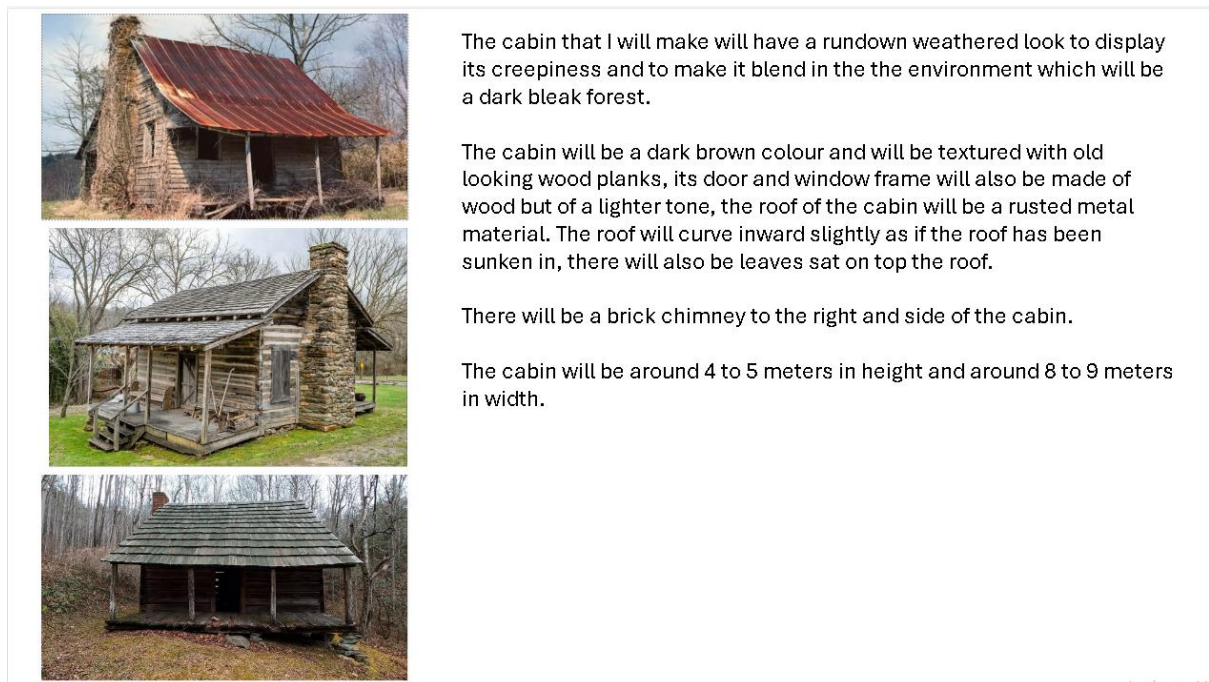 The cabin that I will make will have a rundown weathered look to display
its creepiness and to make it blend in the the environment which will be
a dark bleak forest.
The cabin will be a dark brown colour and will be textured with old
looking wood planks, its door and window frame will also be made of
wood but of a lighter tone, the roof of the cabin will be a rusted metal
material. The roof will curve inward slightly as if the roof has been
sunken in, there will also be leaves sat on top the roof.
There will be a brick chimney to the right and side of the cabin.
The cabin will be around 4 to 5 meters in height and around 8 to 9 meters
in width.